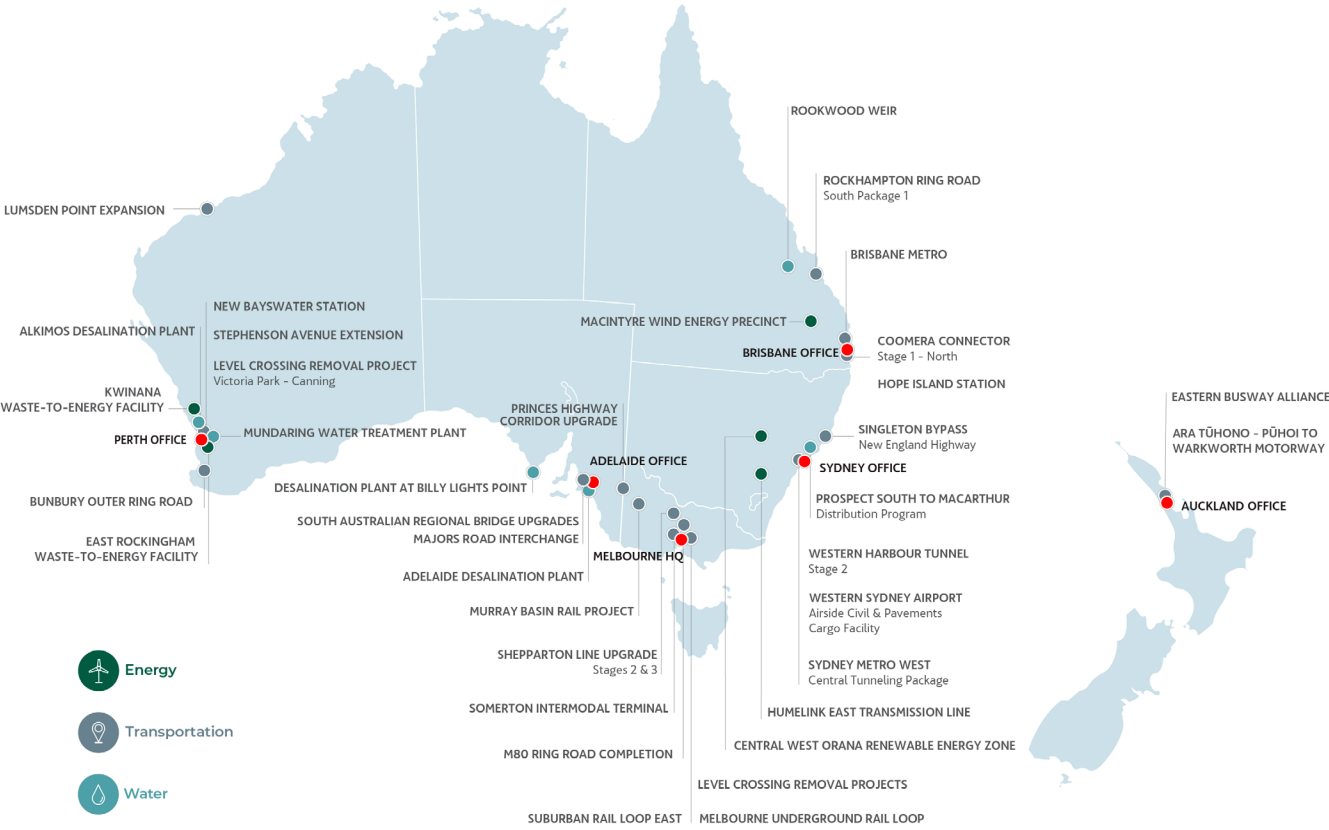 ROOKWOOD WEIR
ROCKHAMPTON RING ROAD
South Package 1
LUMSDEN POINT EXPANSION
BRISBANE METRO
NEW BAYSWATER STATION
ALKIMOS DESALINATION PLANT
STEPHENSON AVENUE EXTENSION
LEVEL CROSSING REMOVAL PROJECT
Victoria Park - Canning
MACINTYRE WIND ENERGY PRECINCT
BRISBANE OFFICE
COOMERA CONNECTOR
Stage 1 - North
HOPE ISLAND STATION
KWINANA
WASTE-TO-ENERGY FACILITY
PERTH OFFICE
MUNDARING WATER TREATMENT PLANT
PRINCES HIGHWAY
CORRIDOR UPGRADE
EASTERN BUSWAY ALLIANCE
ARA TŪHONO - PŪHOI TO
WARKWORTH MOTORWAY
SINGLETON BYPASS
New England Highway
ADELAIDE OFFICE
SYDNEY OFFICE
DESALINATION PLANT AT BILLY LIGHTS POINT
BUNBURY OUTER RING ROAD
PROSPECT SOUTH TO MACARTHUR
Distribution Program
AUCKLAND OFFICE
SOUTH AUSTRALIAN REGIONAL BRIDGE UPGRADES
MAJORS ROAD INTERCHANGE
EAST ROCKINGHAM
WASTE-TO-ENERGY FACILITY
MELBOURNE HQ
WESTERN HARBOUR TUNNEL
Stage 2
ADELAIDE DESALINATION PLANT
WESTERN SYDNEY AIRPORT
Airside Civil & Pavements
Cargo Facility
MURRAY BASIN RAIL PROJECT
SHEPPARTON LINE UPGRADE
Stages 2 & 3
SYDNEY METRO WEST
Central Tunneling Package
Energy
SOMERTON INTERMODAL TERMINAL
HUMELINK EAST TRANSMISSION LINE
Transportation
CENTRAL WEST ORANA RENEWABLE ENERGY ZONE
M80 RING ROAD COMPLETION
LEVEL CROSSING REMOVAL PROJECTS
Water
SUBURBAN RAIL LOOP EAST
MELBOURNE UNDERGROUND RAIL LOOP